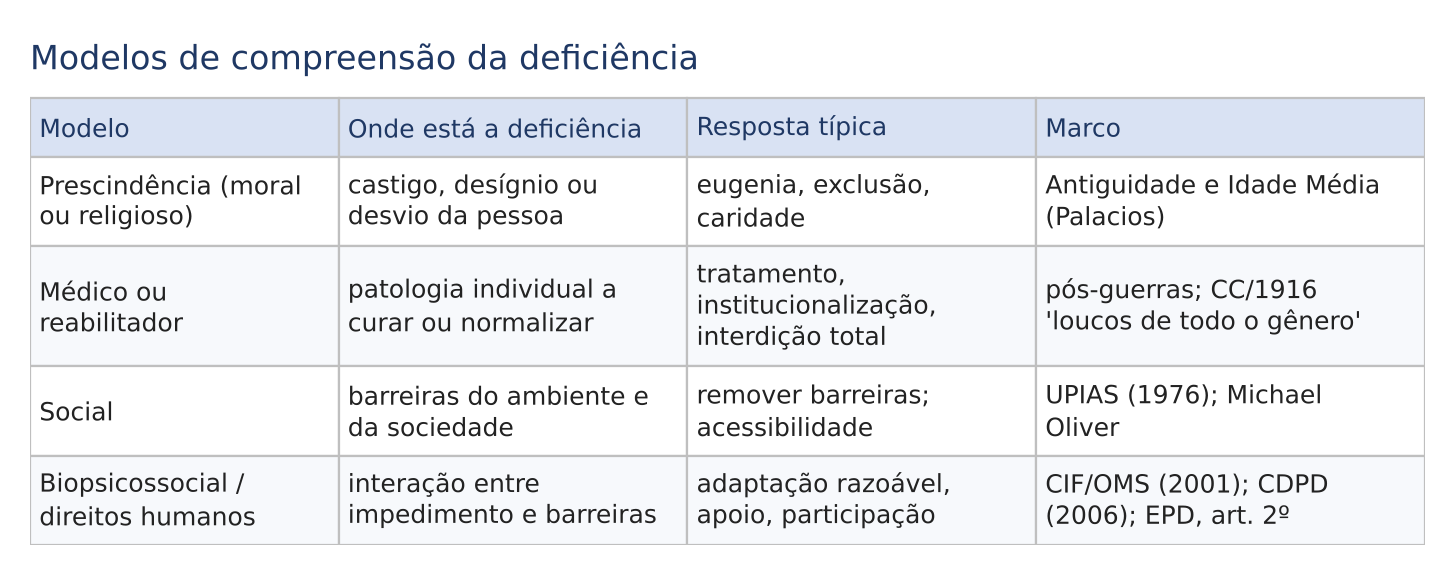 Modelos de compreensão da deficiência
Modelo
Onde está a deficiência
Resposta típica
Marco
Prescindência (moral
ou religioso)
castigo, desígnio ou
desvio da pessoa
eugenia, exclusão,
caridade
Antiguidade e Idade Média
(Palacios)
Médico ou
reabilitador
patologia individual a
curar ou normalizar
tratamento,
institucionalização,
interdição total
pós-guerras; CC/1916
'loucos de todo o gênero'
Social
barreiras do ambiente e
da sociedade
remover barreiras;
acessibilidade
UPIAS (1976); Michael
Oliver
Biopsicossocial /
direitos humanos
interação entre
impedimento e barreiras
adaptação razoável,
apoio, participação
CIF/OMS (2001); CDPD
(2006); EPD, art. 2º